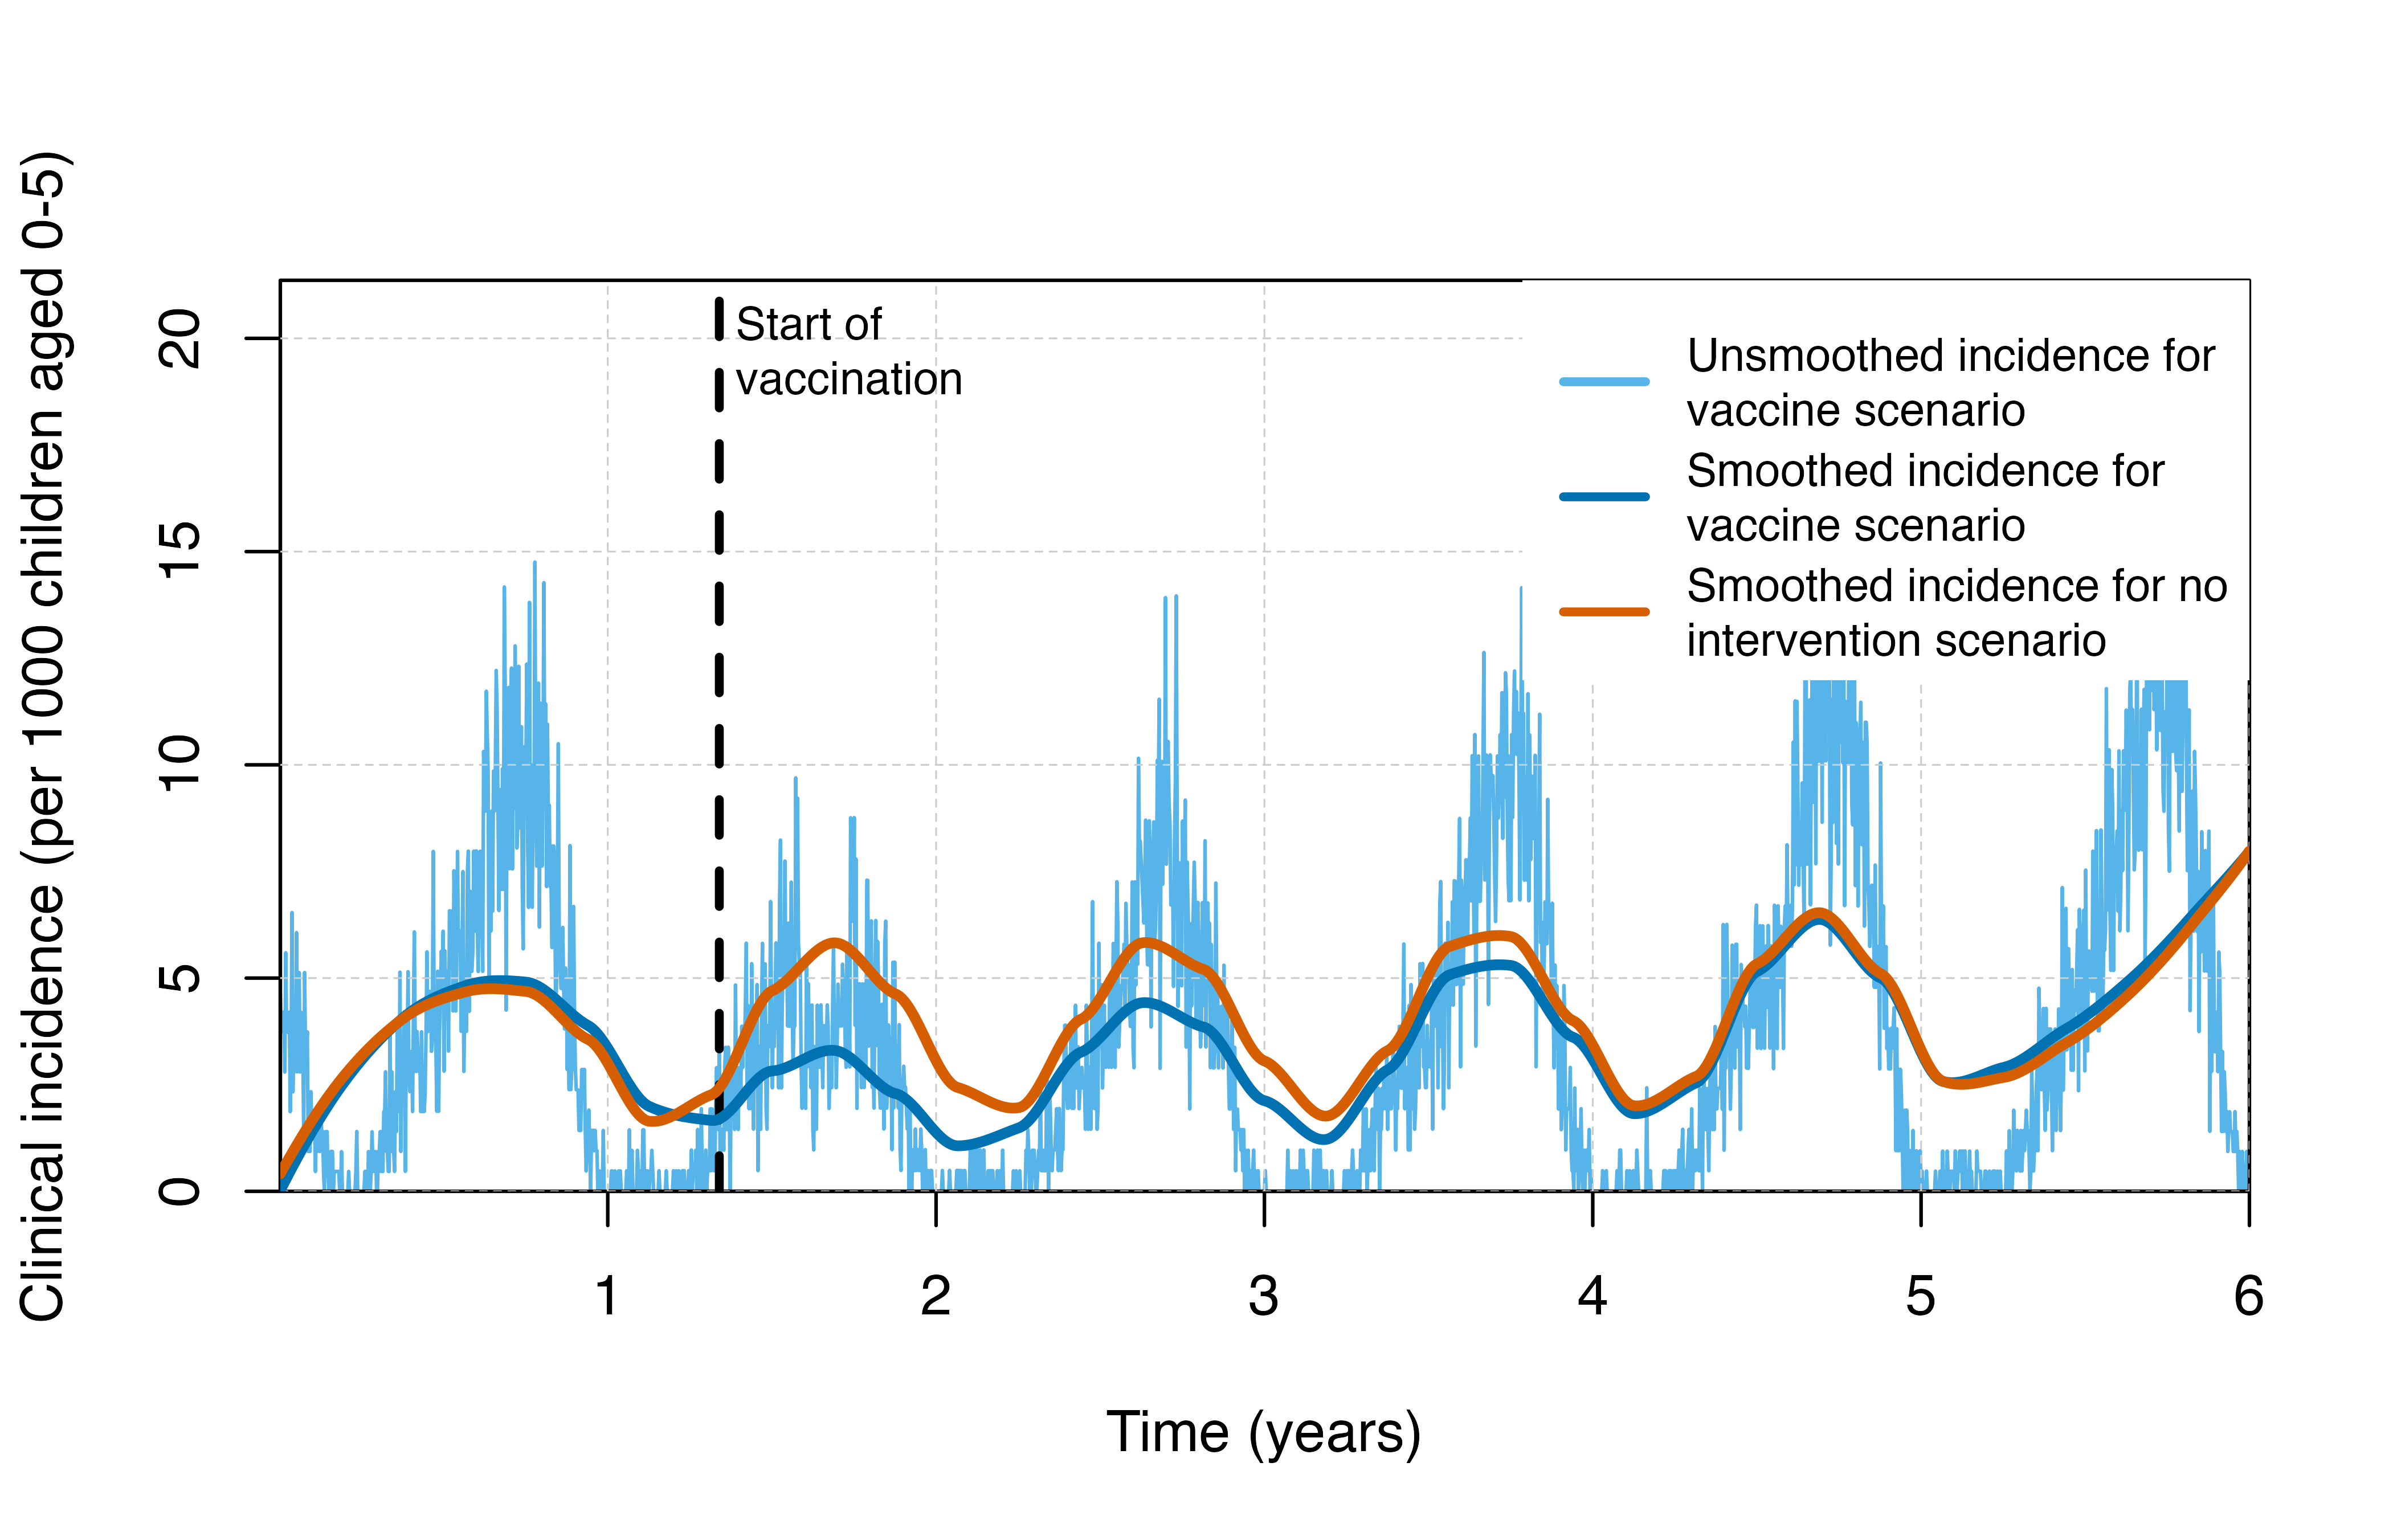 Clinical incidence (per 1000 children aged 0-5)
20
15
10
5
0
Start of
vaccination
Unsmoothed incidence for
vaccine scenario
Smoothed incidence for
vaccine scenario
Smoothed incidence for no
intervention scenario
1 2 3 4 5 6
Time (years)